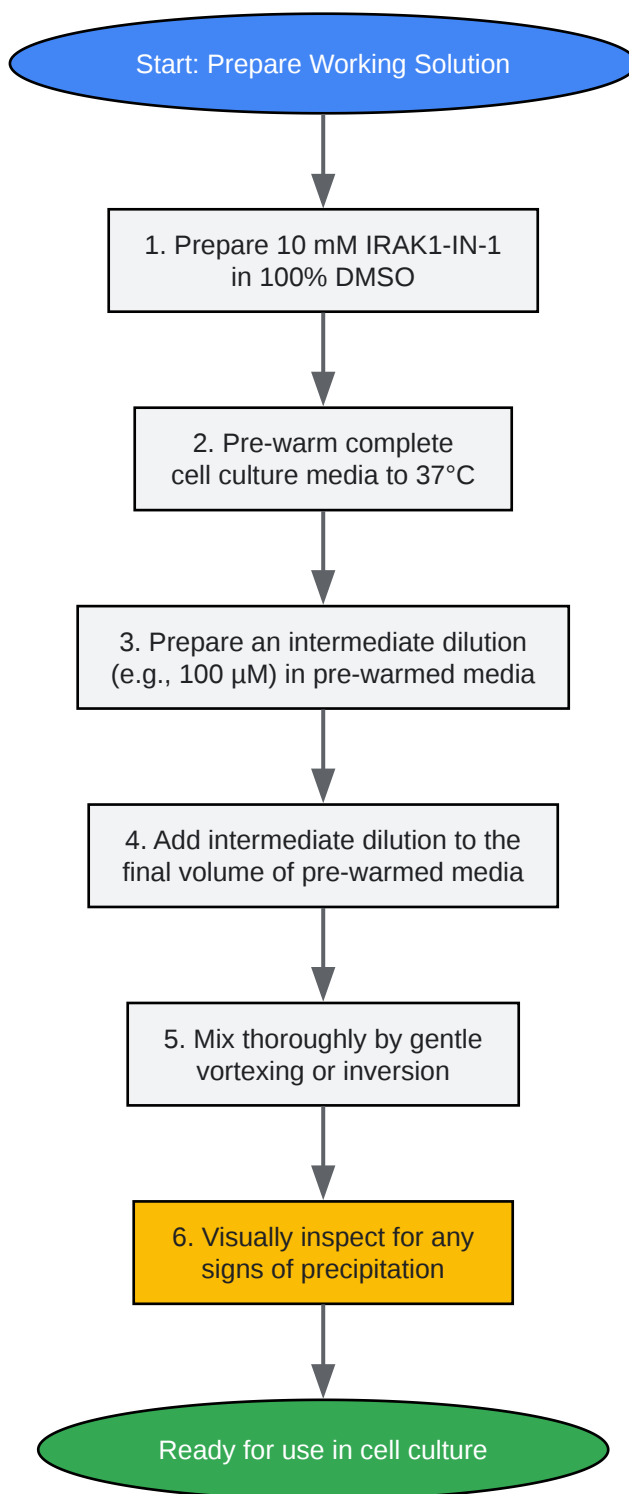 Start: Prepare Working Solution
1. Prepare 10 mM IRAK1-IN-1
in 100% DMSO
2. Pre-warm complete
cell culture media to 37°C
3. Prepare an intermediate dilution
(e.g., 100 µM) in pre-warmed media
4. Add intermediate dilution to the
final volume of pre-warmed media
5. Mix thoroughly by gentle
vortexing or inversion
6. Visually inspect for any
signs of precipitation
Ready for use in cell culture